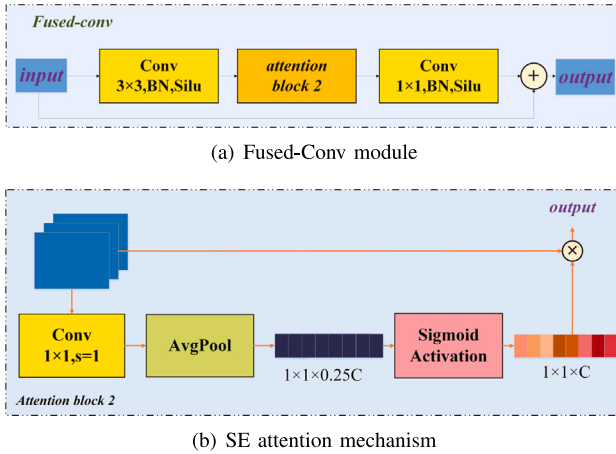 Fused-conv
input
Conv
3×3,BN,Silu
attention
block 2
Conv
1×1,BN,Silu
+
output
(a) Fused-Conv module
output
×
Conv
1×1,s=1
AvgPool
1×1×0.25C
Sigmoid
Activation
1×1×C
Attention block 2
(b) SE attention mechanism